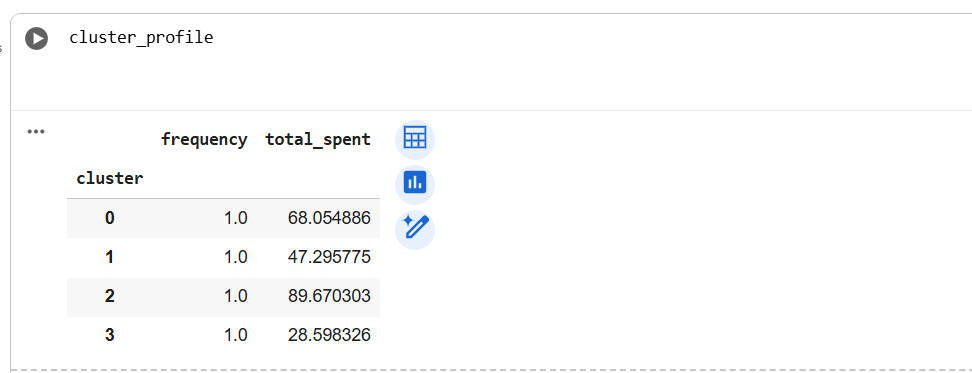 cluster_profile
frequency total_spent
cluster
0 1.0 68.054886
1 1.0 47.295775
2 1.0 89.670303
3 1.0 28.598326